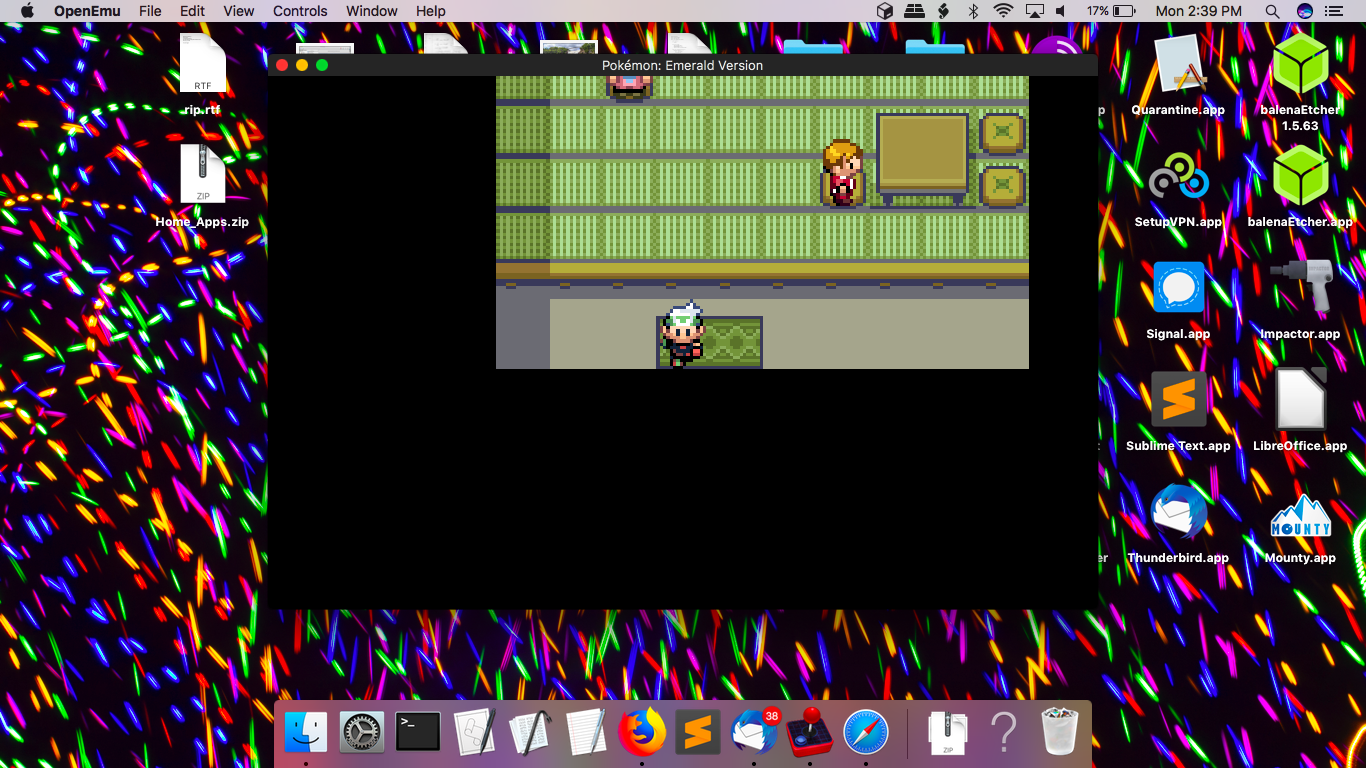 OpenEmu File Edit View Controls Window Help 17% Mon 2:39 PM
Pokémon: Emerald Version
RTF
rip.rtf
Quarantine.app
balenaEtcher
1.5.63
ZIP
Home_Apps.zip
SetupVPN.app
balenaEtcher.app
Signal.app
Impactor.app
Sublime Text.app
LibreOffice.app
MOUNTY
Thunderbird.app
Mounty.app
>_
38
ZIP
?